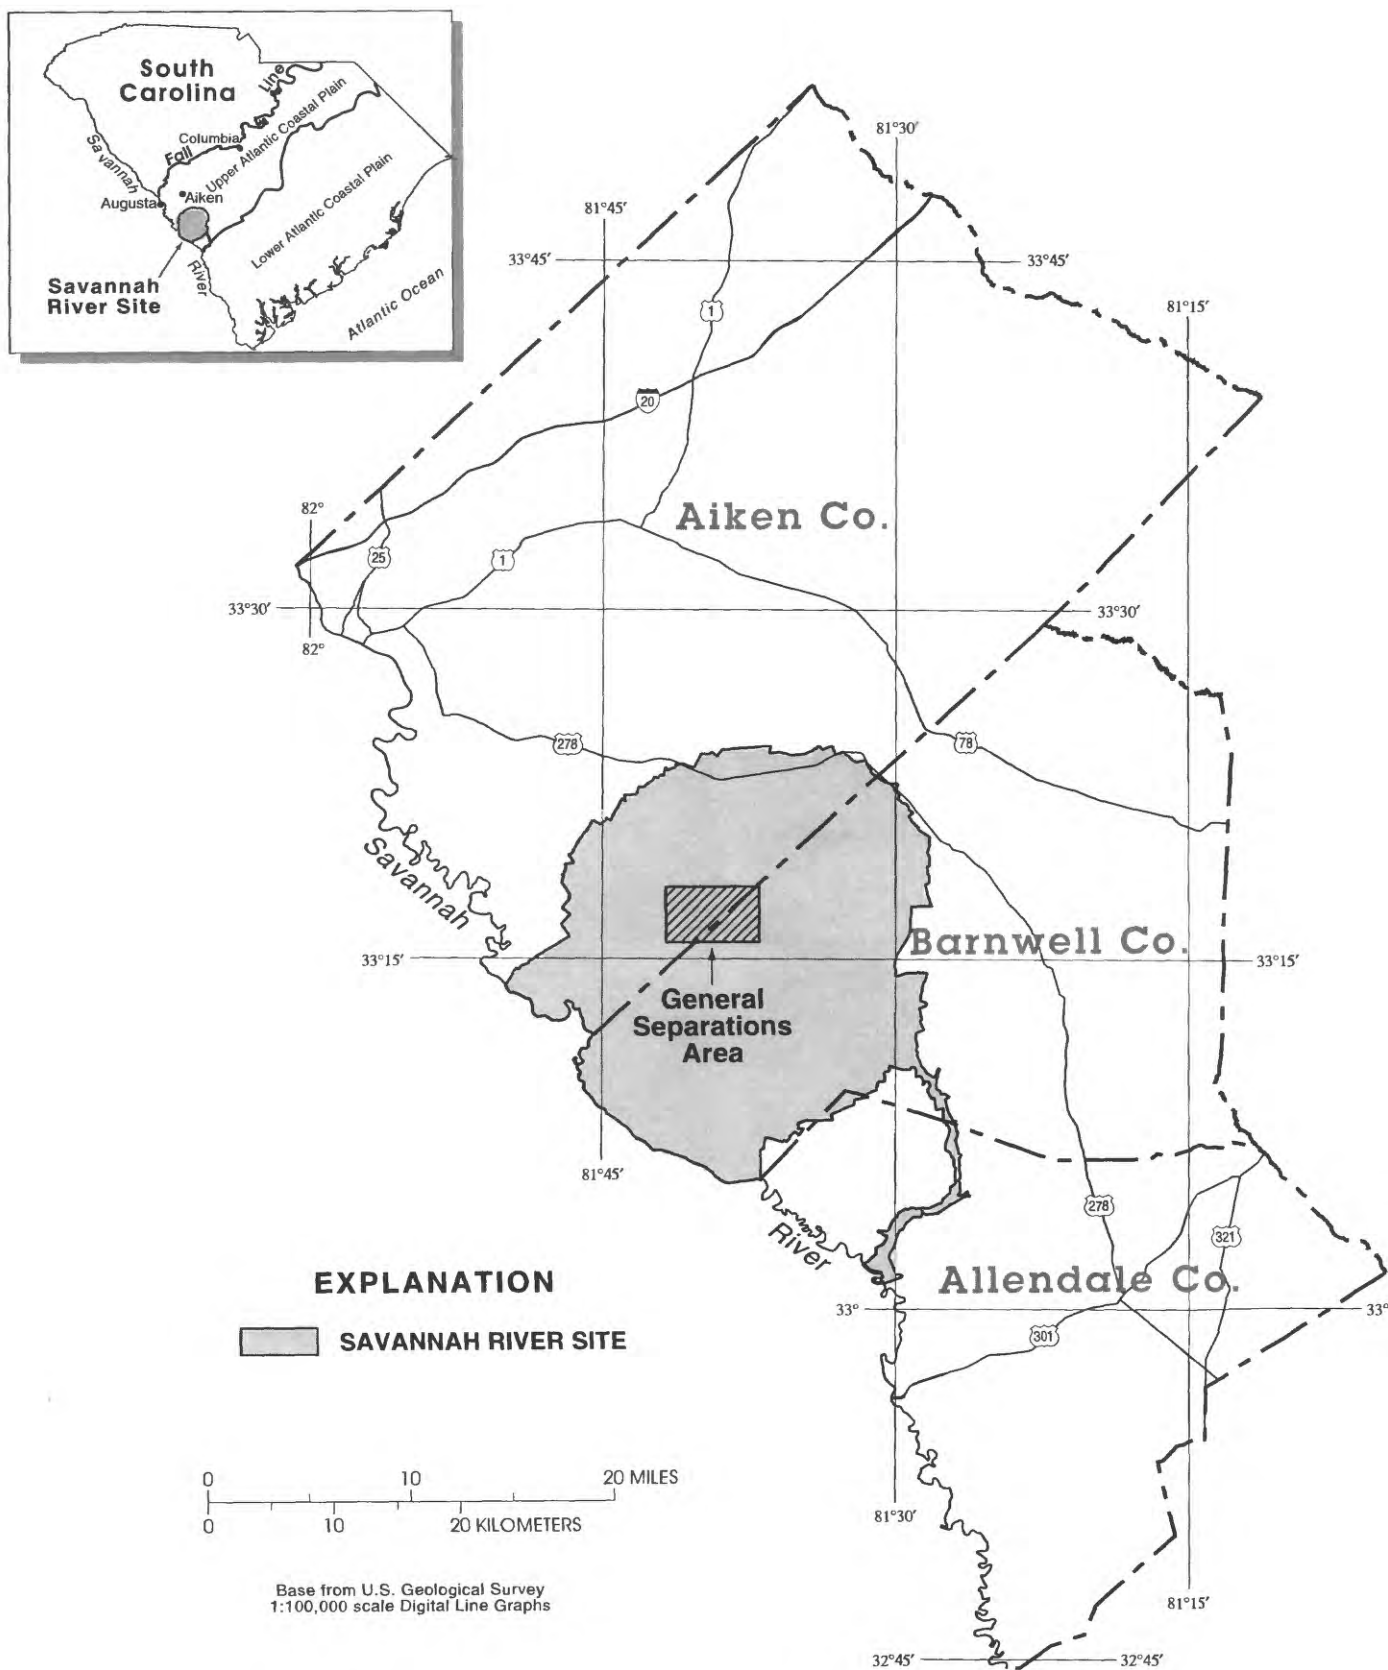 South
Carolina
Fall
Line
Columbia
Upper Atlantic Coastal Plain
Savannah
Aiken
Augusta
Lower Atlantic Coastal Plain
River
Savannah
River Site
Atlantic Ocean
81°30′
81°45′
33°45′
33°45′
81°15′
1
20
82°
Aiken Co.
25
1
33°30′
33°30′
82°
278
78
Savannah
Barnwell Co.
33°15′
33°15′
General
Separations
Area
81°45′
River
278
321
EXPLANATION
Allendale Co.
33°
33°
SAVANNAH RIVER SITE
301
0 10 20 MILES
0 10 20 KILOMETERS
81°30′
Base from U.S. Geological Survey
1:100,000 scale Digital Line Graphs
81°15′
32°45′
32°45′